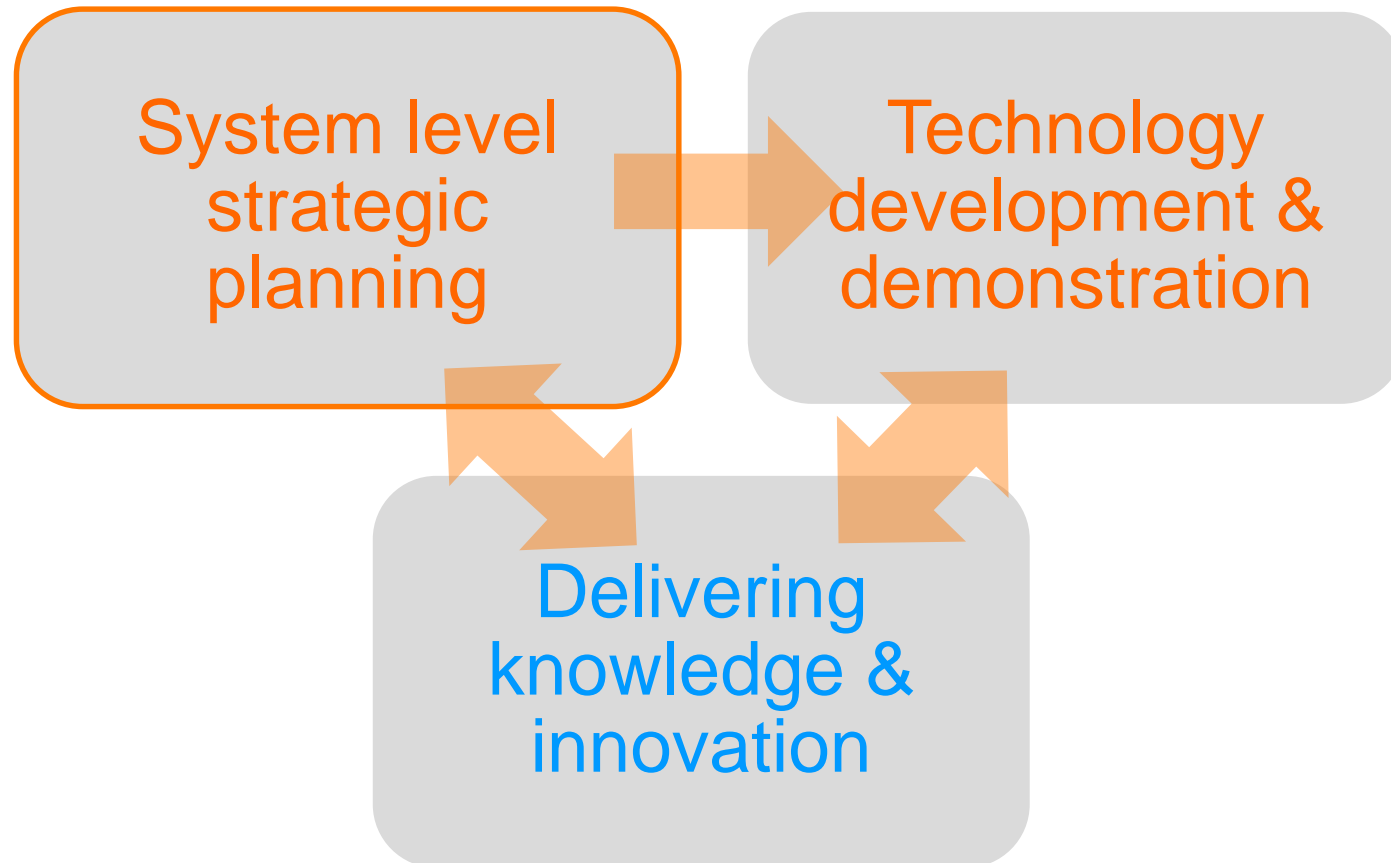 System level
strategic
planning
Technology
development &
demonstration
Delivering
knowledge &
innovation